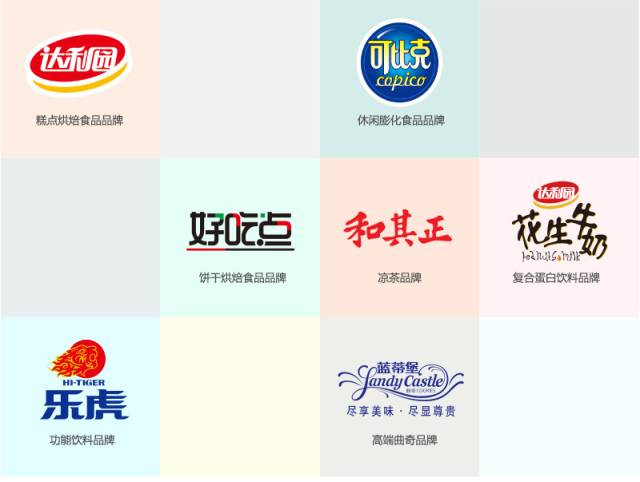 达利园
糕点烘焙食品品牌
可比克
copico
休闲膨化食品品牌
好吃点
饼干烘焙食品品牌
和其正
凉茶品牌
达利园
花生牛奶
复合蛋白饮料品牌
HI-TIGER
乐虎
功能饮料品牌
蓝蒂堡
Landy Castle
尽享美味·尽显尊贵
高端曲奇品牌